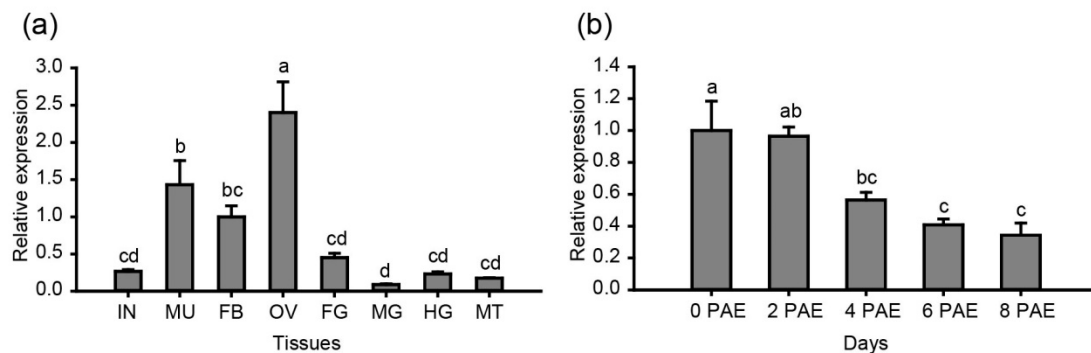 (a)
Relative expression
3.0
2.5
2.0
1.5
1.0
0.5
0.0
cd
b
bc
a
cd
d
cd
cd
IN MU FB OV FG MG HG MT
Tissues
(b)
Relative expression
1.4
1.2
1.0
0.8
0.6
0.4
0.2
0.0
a
ab
bc
c
c
0 PAE 2 PAE 4 PAE 6 PAE 8 PAE
Days